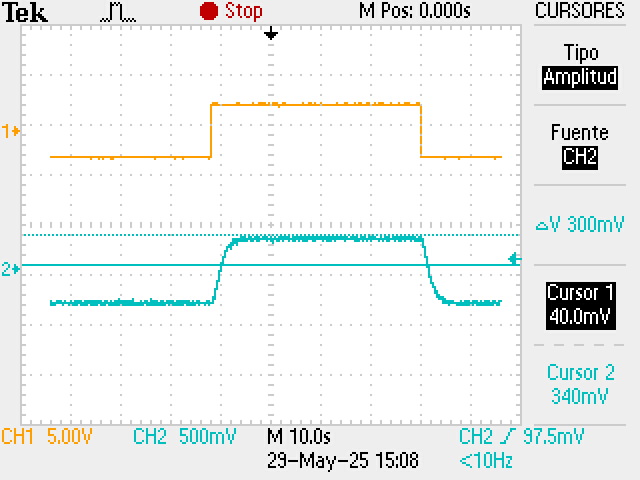 Tek Stop M Pos: 0.000s CURSORES
Tipo
Amplitud
1
Fuente
CH2
△V 300mV
2
Cursor 1
40.0mV
Cursor 2
340mV
CH1 5.00V CH2 500mV M 10.0s CH2 / 97.5mV
29-May-25 15:08 <10Hz